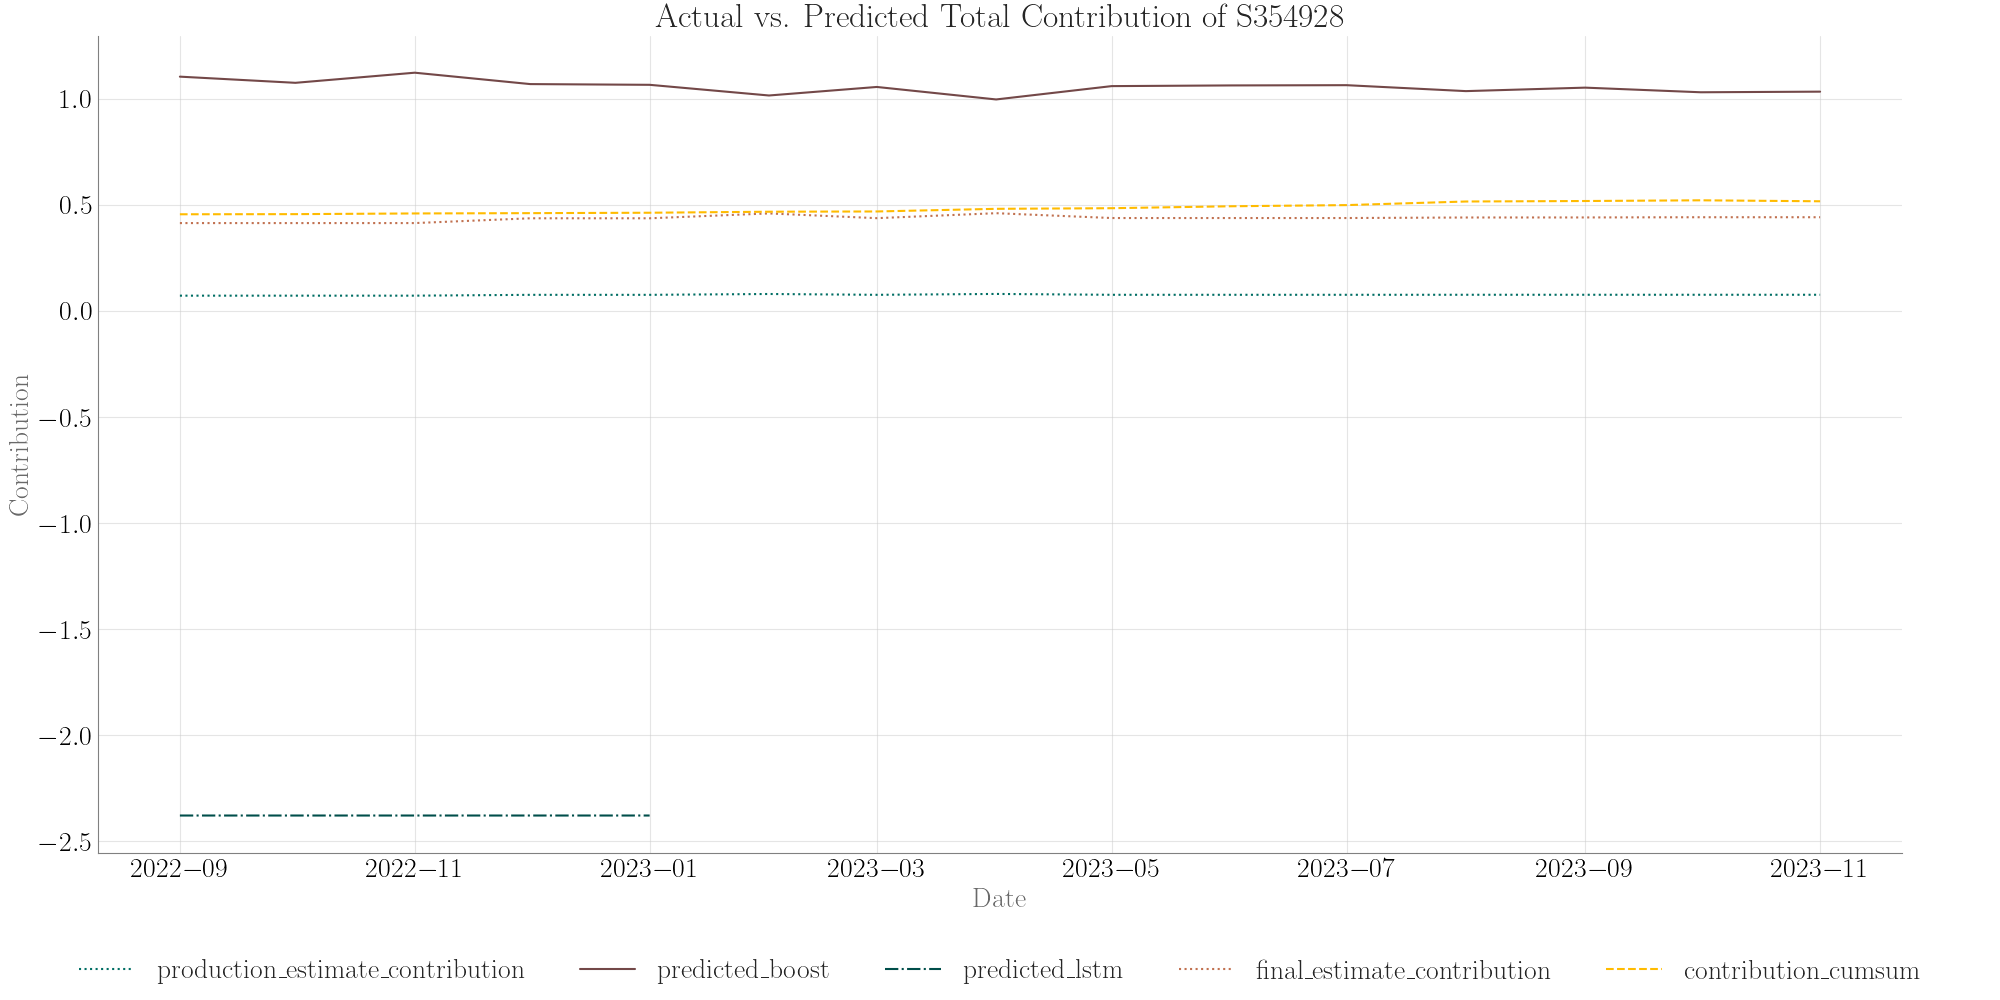 Actual vs. Predicted Total Contribution of S354928
Contribution
1.0
0.5
0.0
−0.5
−1.0
−1.5
−2.0
−2.5
2022−09 2022−11 2023−01 2023−03 2023−05 2023−07 2023−09 2023−11
Date
production_estimate_contribution predicted_boost predicted_lstm final_estimate_contribution contribution_cumsum